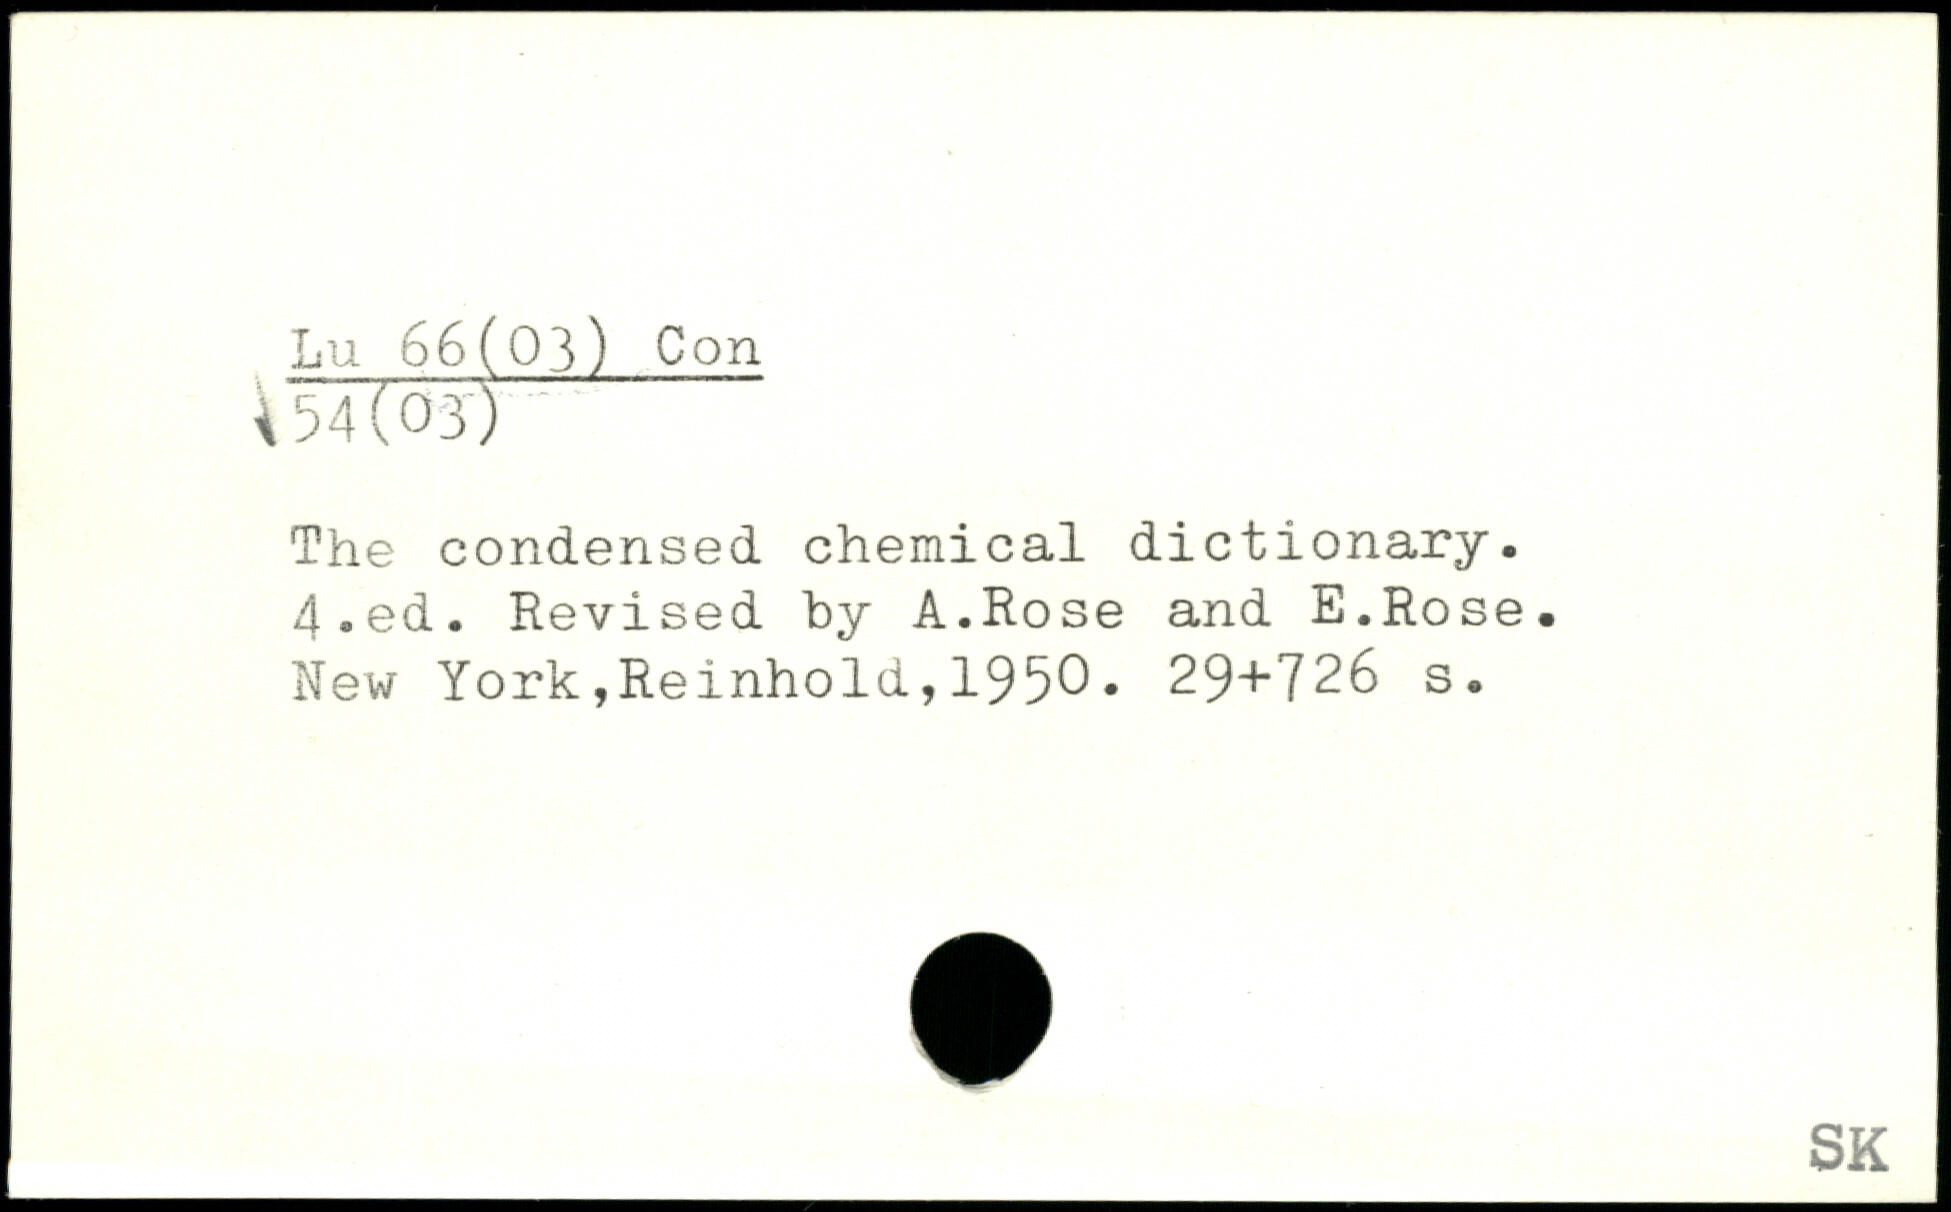 Lu 66(03) Con
54(03)
The condensed chemical dictionary.
4.ed. Revised by A.Rose and E.Rose.
New York,Reinhold,1950. 29+726 s.
SK